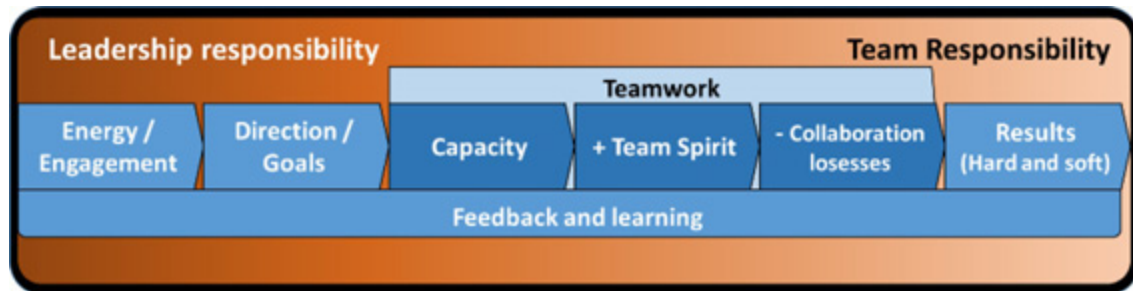 Leadership responsibility
Team Responsibility
Teamwork
Energy /
Engagement
Direction /
Goals
Capacity
+ Team Spirit
- Collaboration
losesses
Results
(Hard and soft)
Feedback and learning